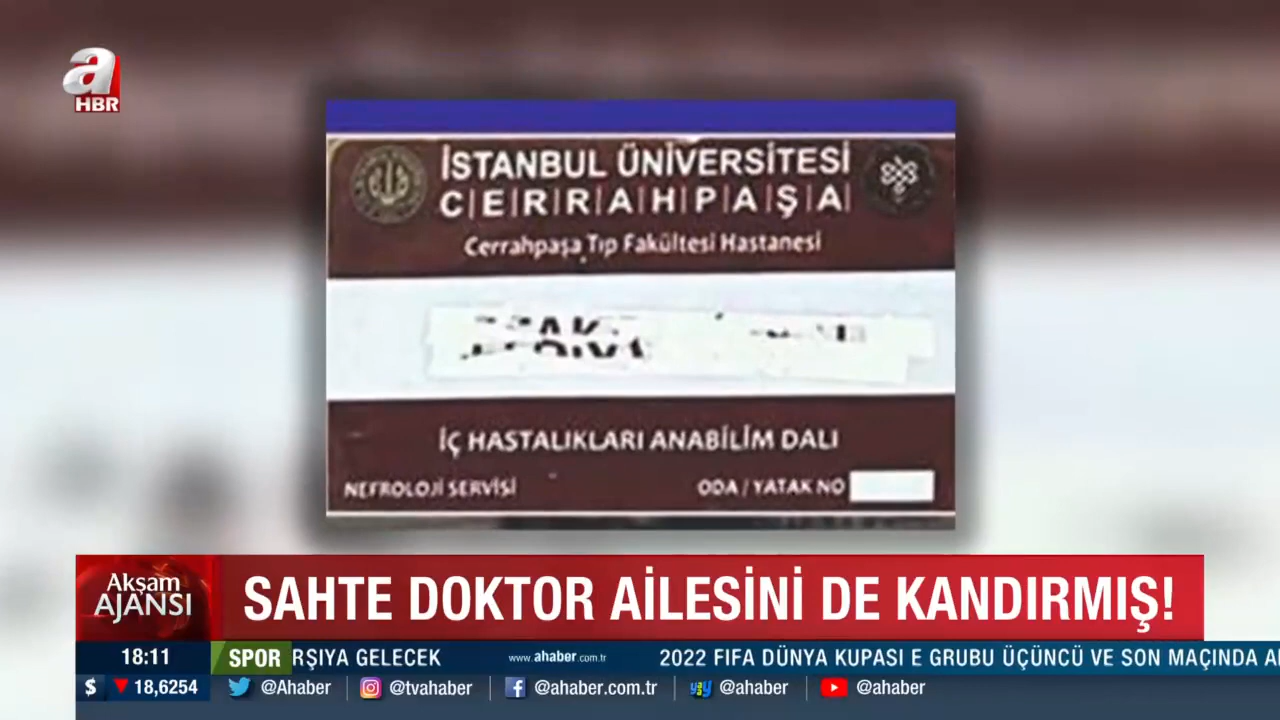 a
HBR
İSTANBUL ÜNİVERSİTESİ
C|E|R|R|A|H|P|A|Ş|A|
Cerrahpaşa Tıp Fakültesi Hastanesi
İÇ HASTALIKLARI ANABİLİM DALI
NEFROLOJİ SERVİSİ
ODA / YATAK NO
Akşam
AJANSI
SAHTE DOKTOR AİLESİNİ DE KANDIRMIŞ!
18:11
SPOR
RŞIYA GELECEK
www.ahaber.com.tr
2022 FIFA DÜNYA KUPASI E GRUBU ÜÇÜNCÜ VE SON MAÇINDA
$ 18,6254
@Ahaber
@tvahaber
@ahaber.com.tr
yaay @ahaber
@ahaber